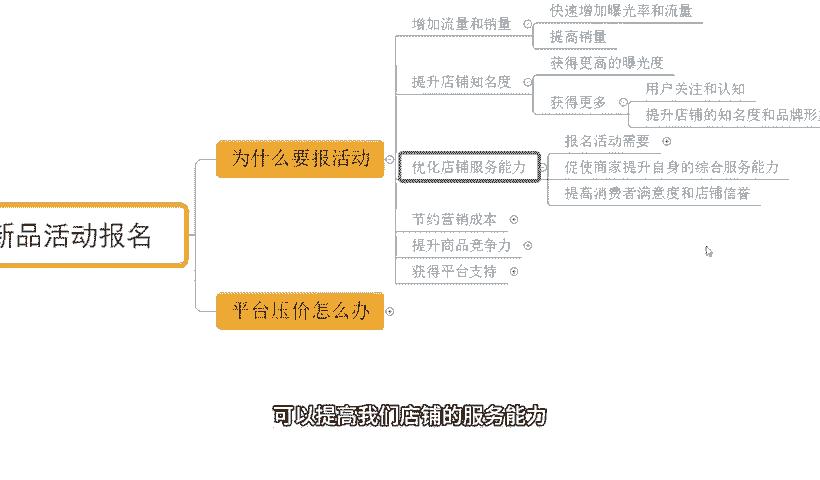 新品活动报名
为什么要报活动
增加流量和销量
快速增加曝光率和流量
提高销量
提升店铺知名度
获得更高的曝光度
获得更多
用户关注和认知
提升店铺的知名度和品牌形
优化店铺服务能力
报名活动需要
促使商家提升自身的综合服务能力
提高消费者满意度和店铺信誉
节约营销成本
提升商品竞争力
获得平台支持
平台压价怎么办
可以提高我们店铺的服务能力